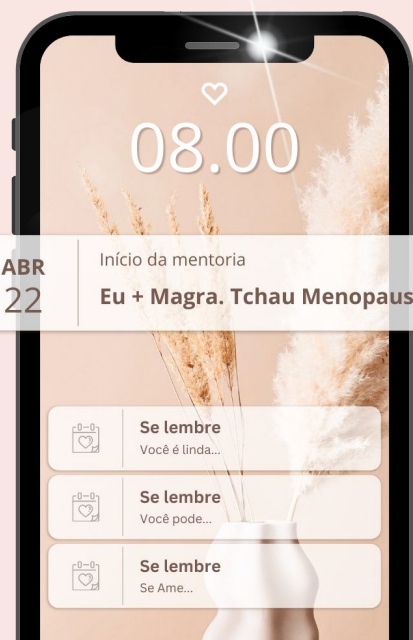 08.00
ABR
22
Início da mentoria
Eu + Magra. Tchau Menopaus
Se lembre
Você é linda...
Se lembre
Você pode...
Se lembre
Se Ame...